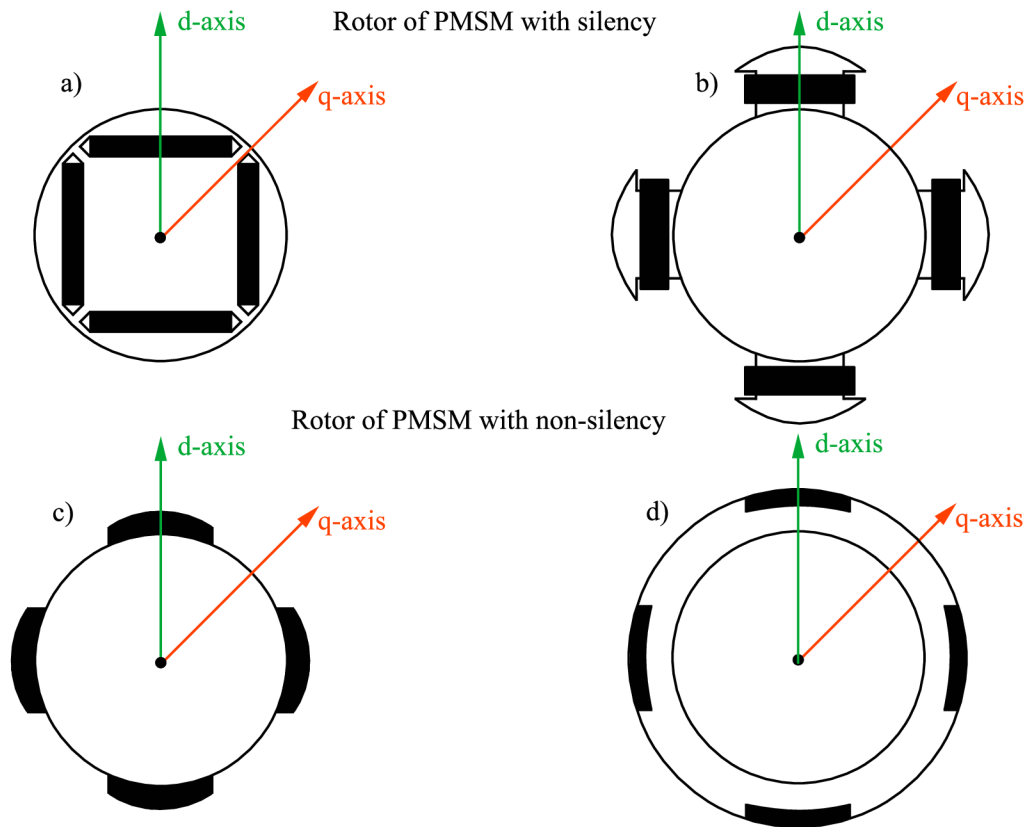 Rotor of PMSM with silency
a)
d-axis
q-axis
b)
d-axis
q-axis
Rotor of PMSM with non-silency
c)
d-axis
q-axis
d)
d-axis
q-axis